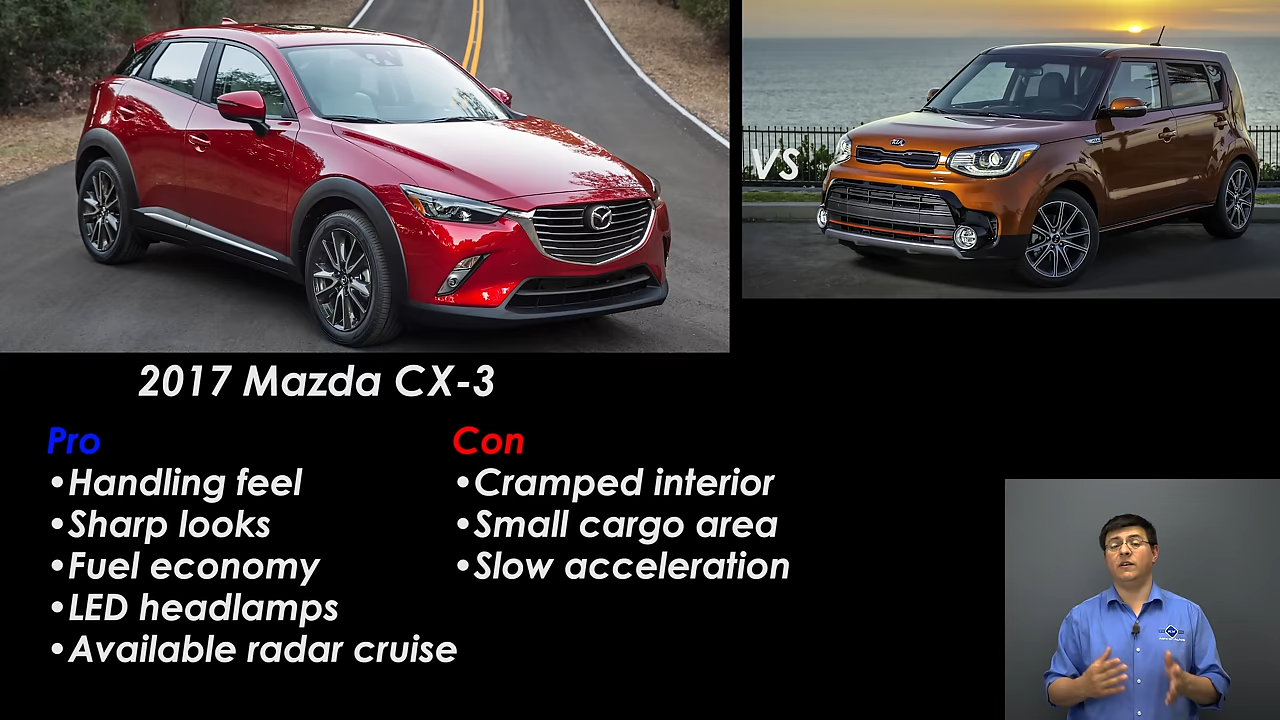 VS
KIA
2017 Mazda CX-3
Pro
•Handling feel
•Sharp looks
•Fuel economy
•LED headlamps
•Available radar cruise
Con
•Cramped interior
•Small cargo area
•Slow acceleration